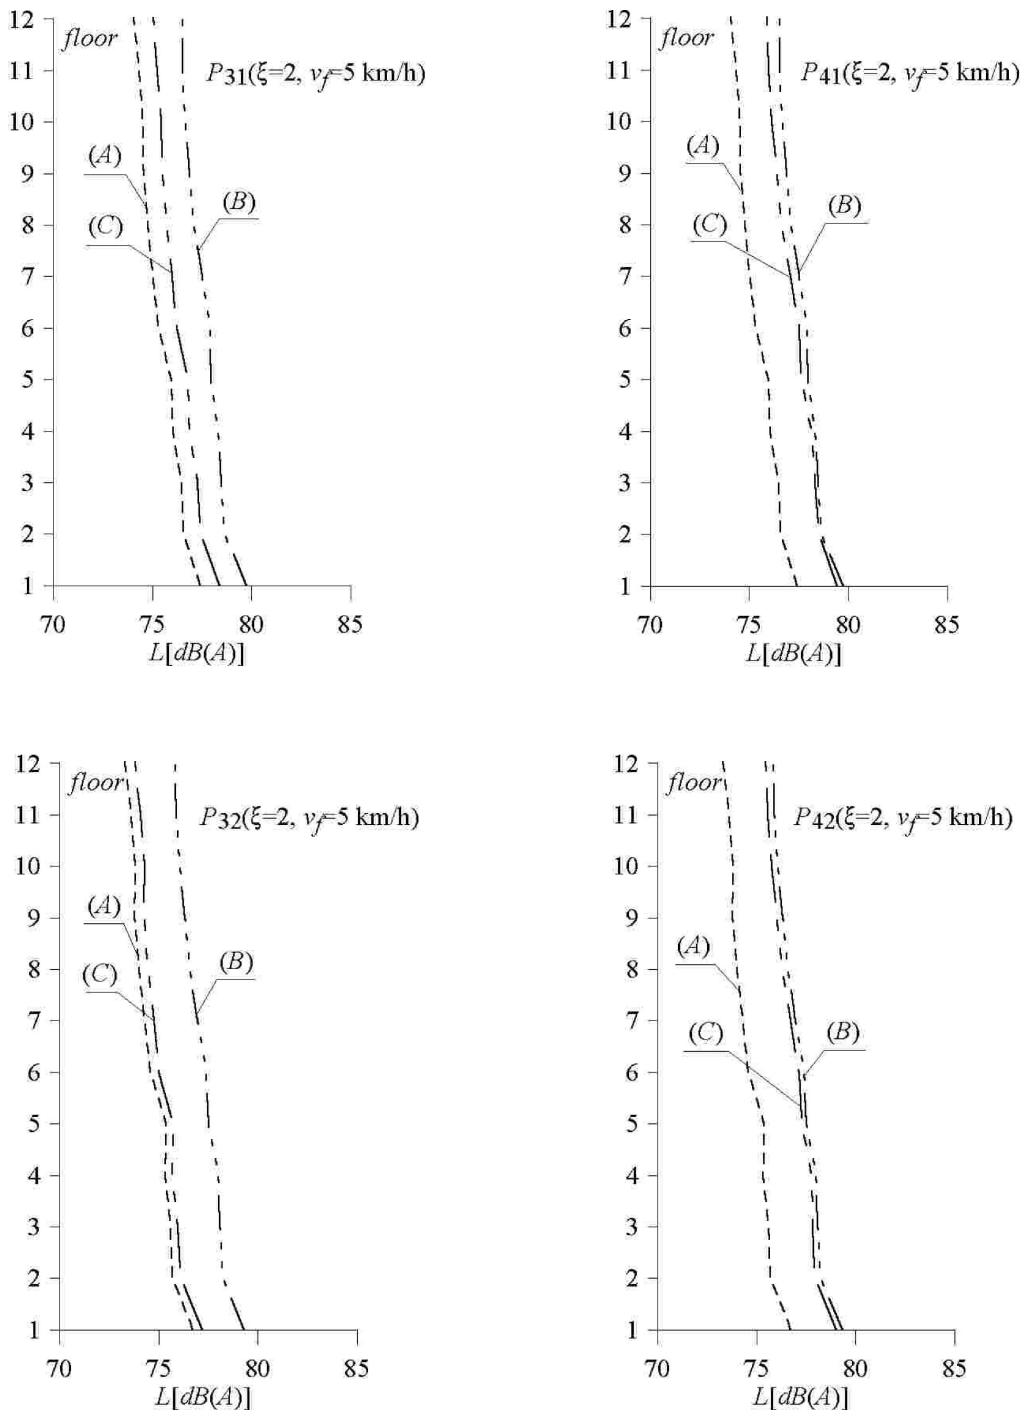 12
floor
11
P31(ξ=2, vf=5 km/h)
10
(A)
9
(B)
(C)
8
7
6
5
4
3
2
1
70 75 80 85
L[dB(A)]
12
floor
11
P41(ξ=2, vf=5 km/h)
10
(A)
9
(C)
(B)
8
7
6
5
4
3
2
1
70 75 80 85
L[dB(A)]
12
floor
11
P32(ξ=2, vf=5 km/h)
10
(A)
9
(C)
(B)
8
7
6
5
4
3
2
1
70 75 80 85
L[dB(A)]
12
floor
11
P42(ξ=2, vf=5 km/h)
10
9
(A)
8
7
(C)
(B)
6
5
4
3
2
1
70 75 80 85
L[dB(A)]